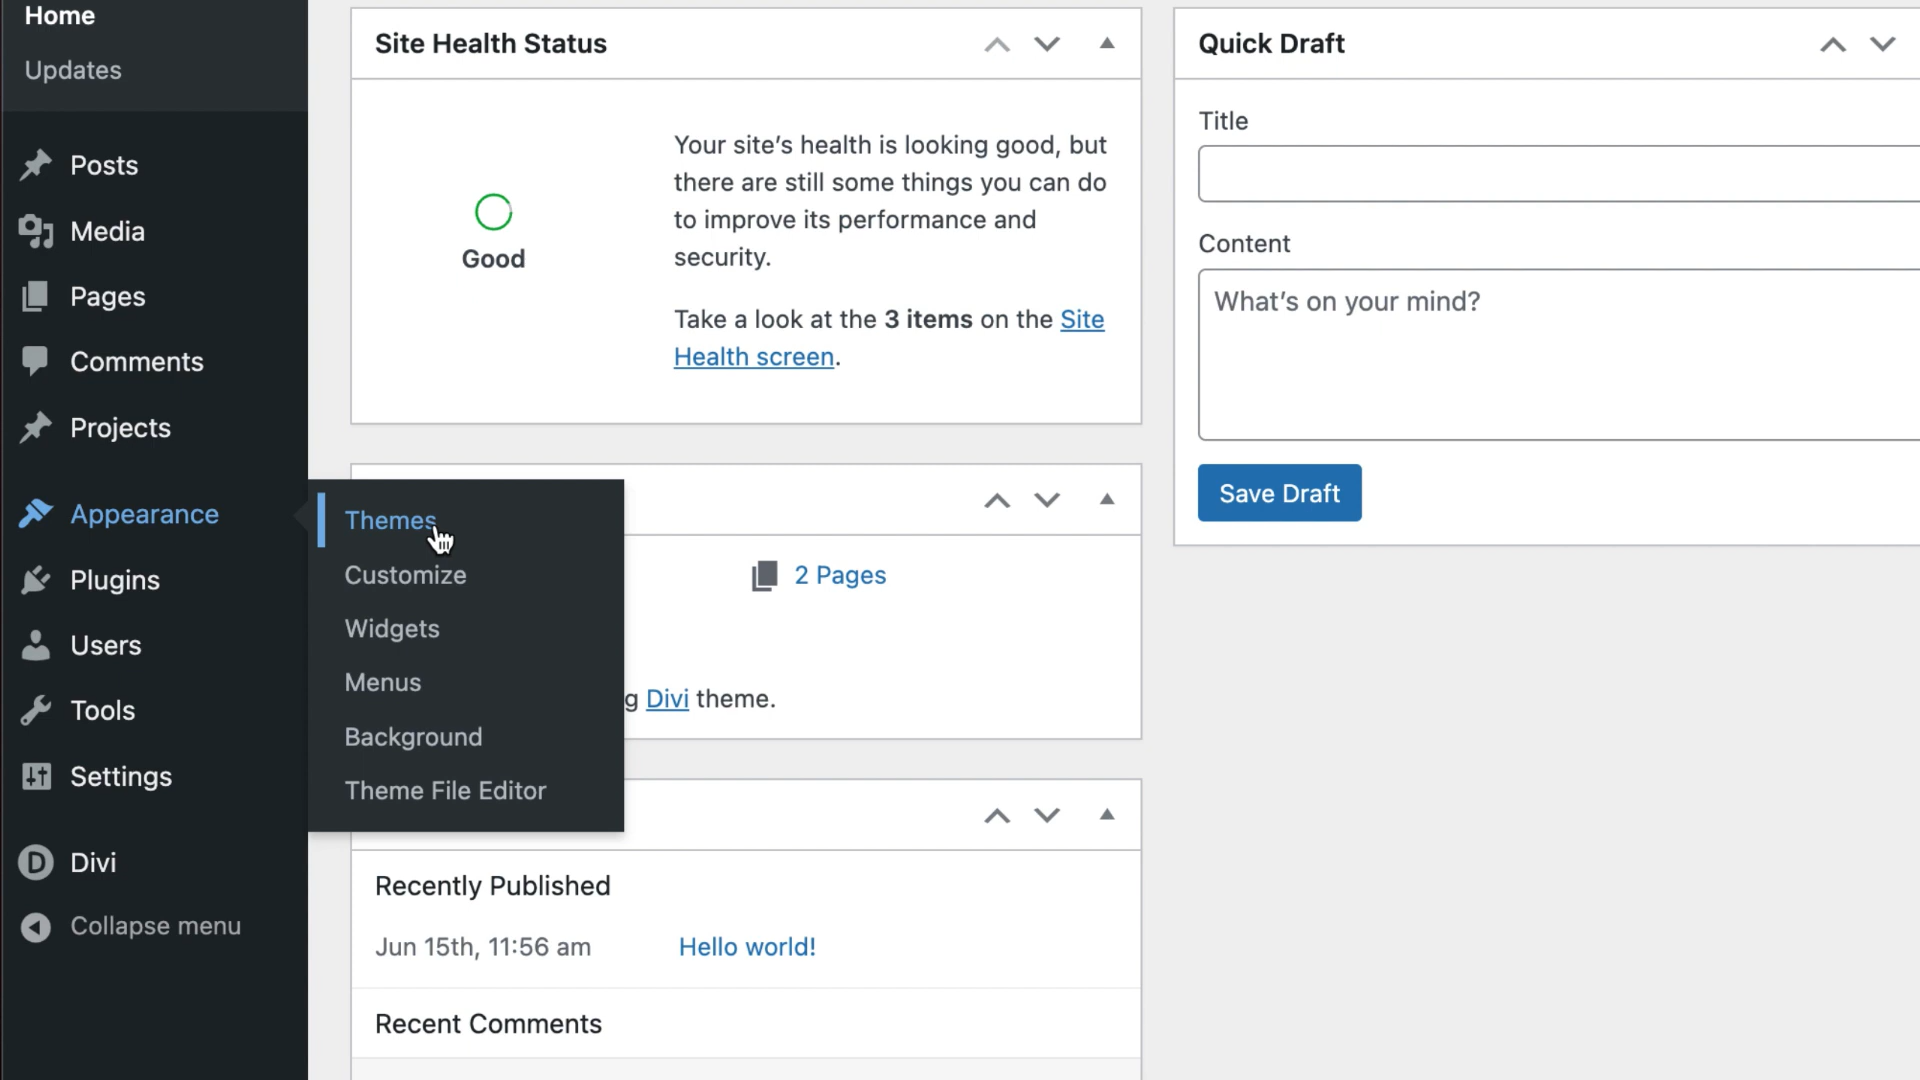 Home
Updates
Posts
Media
Pages
Comments
Projects
Appearance
Plugins
Users
Tools
Settings
Divi
Collapse menu
Themes
Customize
Widgets
Menus
Background
Theme File Editor
Site Health Status
Good
Your site's health is looking good, but
there are still some things you can do
to improve its performance and
security.
Take a look at the 3 items on the Site
Health screen.
2 Pages
g Divi theme.
Recently Published
Jun 15th, 11:56 am Hello world!
Recent Comments
Quick Draft
Title
Content
What's on your mind?
Save Draft